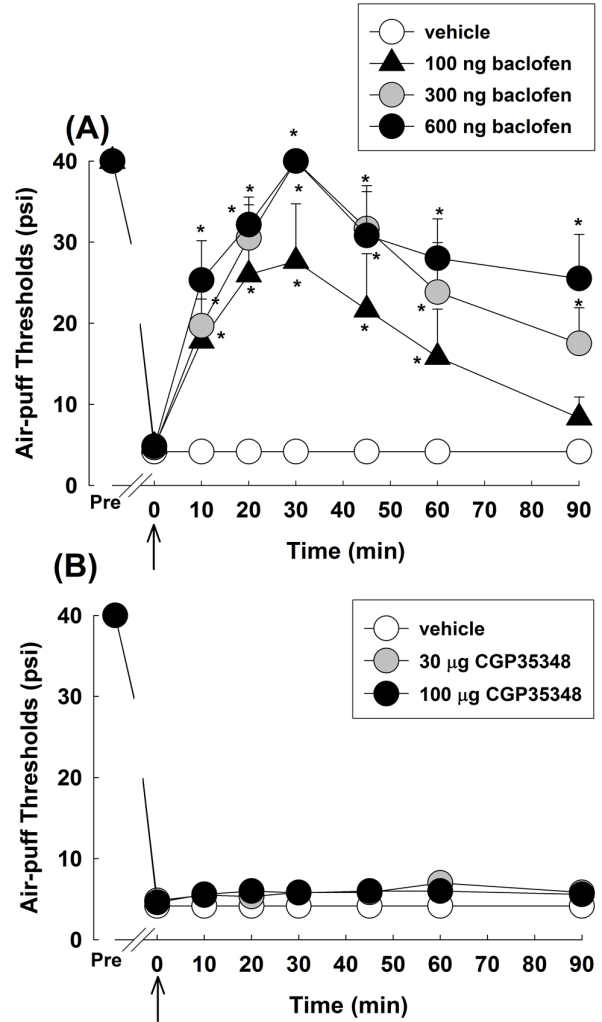 vehicle
100 ng baclofen
300 ng baclofen
600 ng baclofen
(A)
Air-puff Thresholds (psi)
40
30
20
10
0
* * * * * * * * * * * * * * * * *
Pre 0 10 20 30 40 50 60 70 80 90
Time (min)
(B)
vehicle
30 μg CGP35348
100 μg CGP35348
Air-puff Thresholds (psi)
40
30
20
10
0
Pre 0 10 20 30 40 50 60 70 80 90
Time (min)